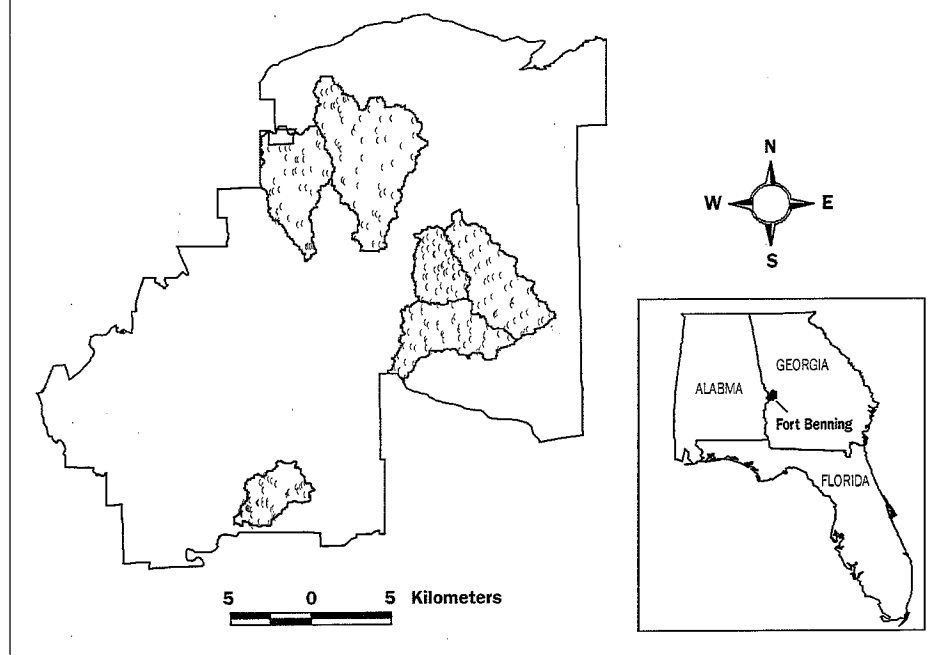 N
W E
S
GEORGIA
ALABMA
Fort Benning
FLORIDA
5 0 5 Kilometers